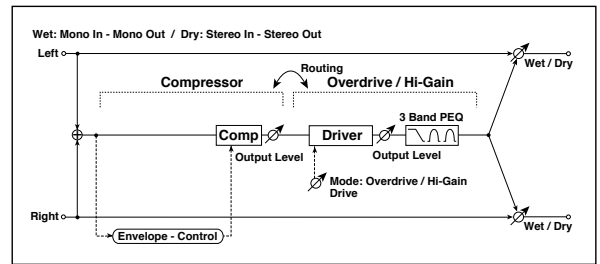 Wet: Mono In - Mono Out / Dry: Stereo In - Stereo Out
Left
Wet / Dry
Routing
Compressor
Overdrive / Hi-Gain
3 Band PEQ
Comp
Driver
Output Level
Output Level
Mode: Overdrive / Hi-Gain
Drive
Right
Wet / Dry
Envelope - Control